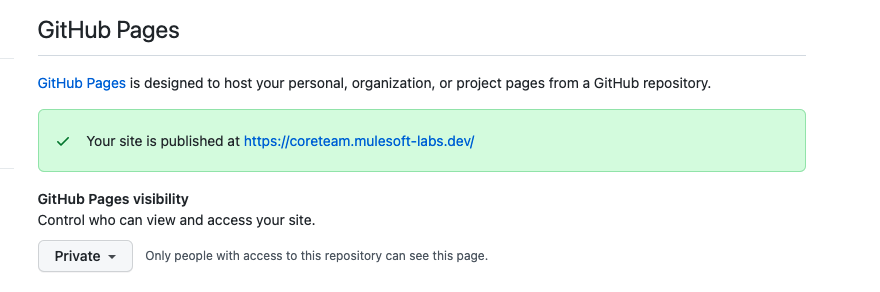 GitHub Pages
GitHub Pages is designed to host your personal, organization, or project pages from a GitHub repository.
Your site is published at https://coreteam.mulesoft-labs.dev/
GitHub Pages visibility
Control who can view and access your site.
Private Only people with access to this repository can see this page.